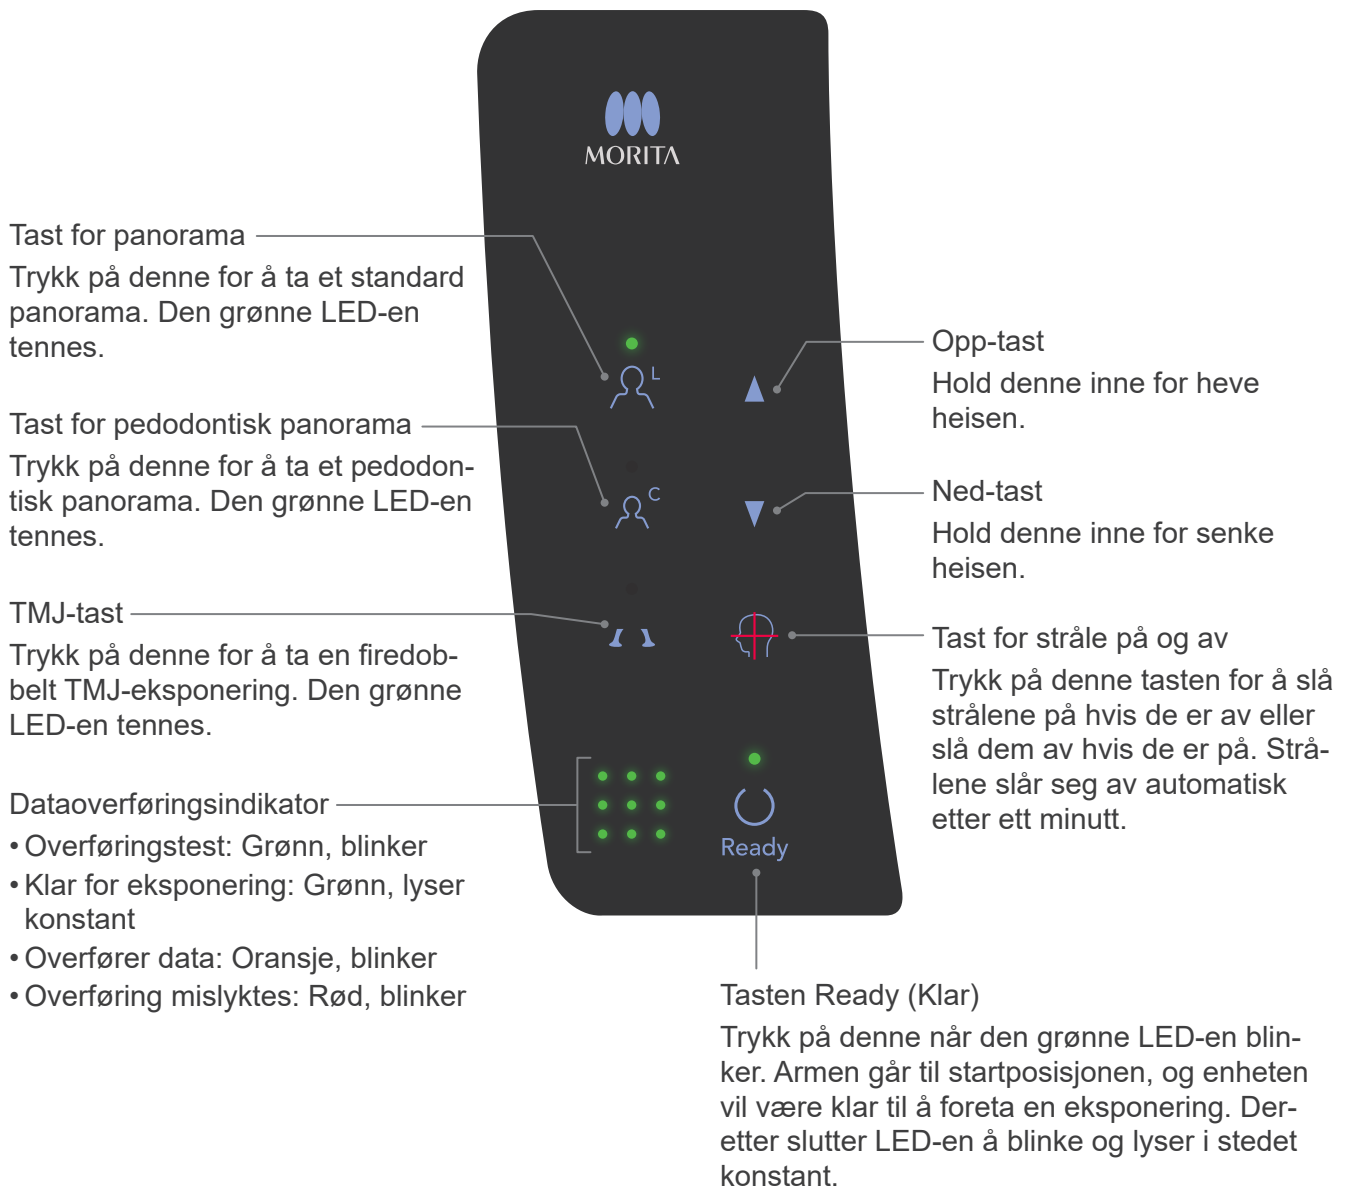 MORITA
Tast for panorama
Trykk på denne for å ta et standard
panorama. Den grønne LED-en
tennes.
Tast for pedodontisk panorama
Trykk på denne for å ta et pedodon-
tisk panorama. Den grønne LED-en
tennes.
TMJ-tast
Trykk på denne for å ta en firedob-
belt TMJ-eksponering. Den grønne
LED-en tennes.
Dataoverføringsindikator
• Overføringstest: Grønn, blinker
• Klar for eksponering: Grønn, lyser
konstant
• Overfører data: Oransje, blinker
• Overføring mislyktes: Rød, blinker
L
C
Ready
Opp-tast
Hold denne inne for heve
heisen.
Ned-tast
Hold denne inne for senke
heisen.
Tast for stråle på og av
Trykk på denne tasten for å slå
strålene på hvis de er av eller
slå dem av hvis de er på. Strå-
lene slår seg av automatisk
etter ett minutt.
Tasten Ready (Klar)
Trykk på denne når den grønne LED-en blin-
ker. Armen går til startposisjonen, og enheten
vil være klar til å foreta en eksponering. Der-
etter slutter LED-en å blinke og lyser i stedet
konstant.